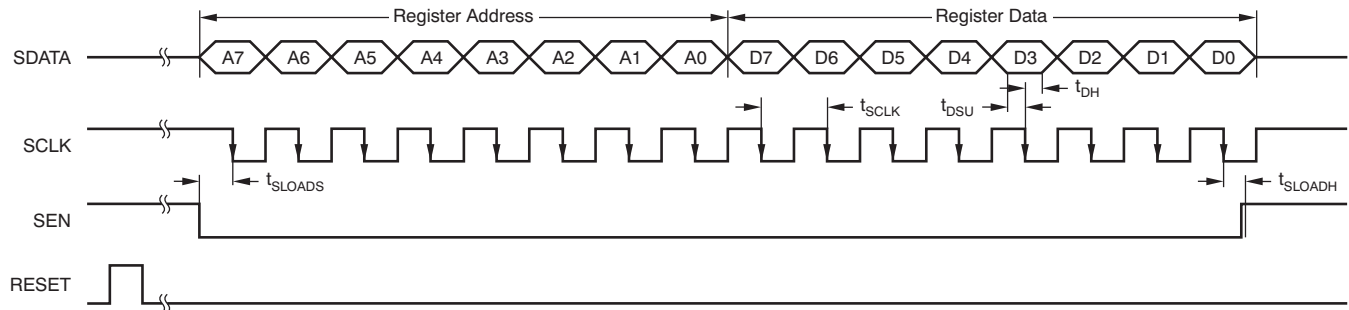 Register Address Register Data
SDATA A7 A6 A5 A4 A3 A2 A1 A0 D7 D6 D5 D4 D3 D2 D1 D0
tSCLK tDSU tDH
SCLK
tSLOADS tSLOADH
SEN
RESET